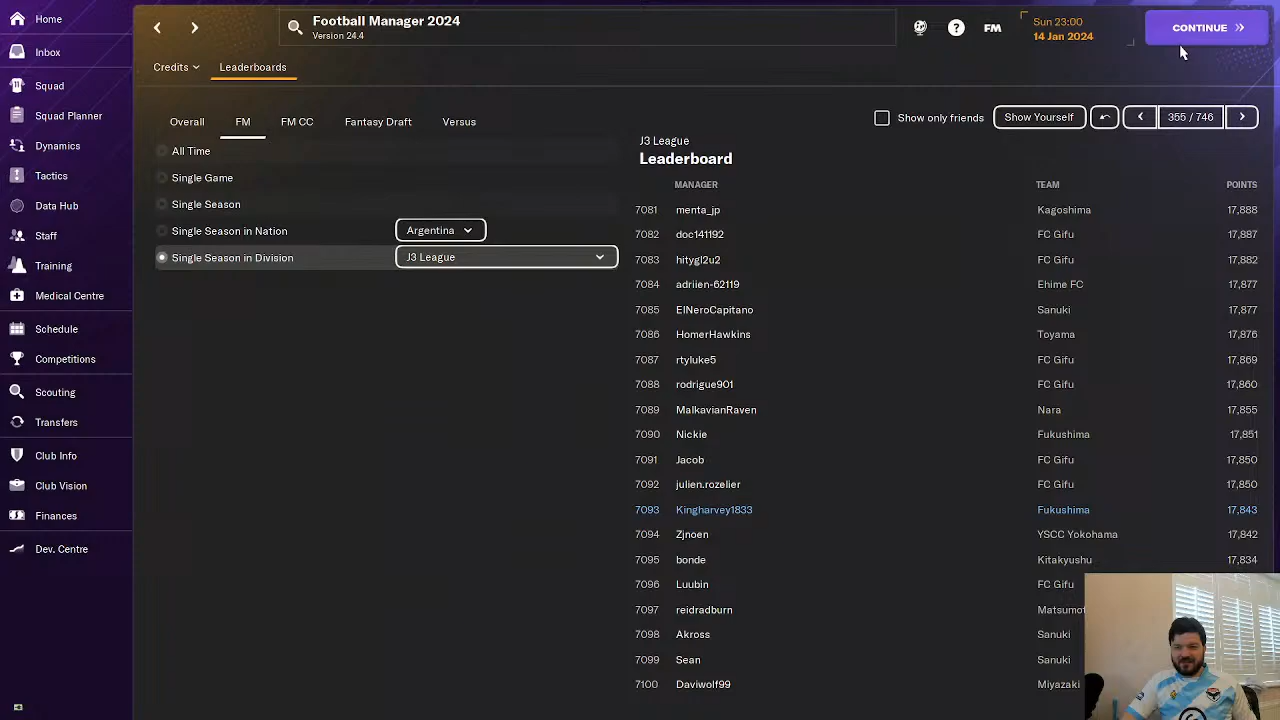 Home
Inbox
Squad
Squad Planner
Dynamics
Tactics
Data Hub
Staff
Training
Medical Centre
Schedule
Competitions
Scouting
Transfers
Club Info
Club Vision
Finances
Dev. Centre
Football Manager 2024
Version 24.4
FM
Sun 23:00
14 Jan 2024
CONTINUE
Credits
Leaderboards
Overall
FM
FM CC
Fantasy Draft
Versus
Show only friends
Show Yourself
355 / 746
All Time
Single Game
Single Season
Single Season in Nation
Argentina
Single Season in Division
J3 League
J3 League
Leaderboard
MANAGER TEAM POINTS
7081 menta_jp Kagoshima 17,888
7082 doc141192 FC Gifu 17,887
7083 hitygl2u2 FC Gifu 17,882
7084 adriien-62119 Ehime FC 17,877
7085 ElNeroCapitano Sanuki 17,877
7086 HomerHawkins Toyama 17,876
7087 rtyluke5 FC Gifu 17,869
7088 rodrigue901 FC Gifu 17,860
7089 MalkavianRaven Nara 17,855
7090 Nickie Fukushima 17,851
7091 Jacob FC Gifu 17,850
7092 julien.rozelier FC Gifu 17,850
7093 Kingharvey1833 Fukushima 17,843
7094 Zjnoen YSCC Yokohama 17,842
7095 bonde Kitakyushu 17,834
7096 Luubin FC Gifu
7097 reidradburn Matsumo
7098 Akross Sanuki
7099 Sean Sanuki
7100 Daviwolf99 Miyazaki